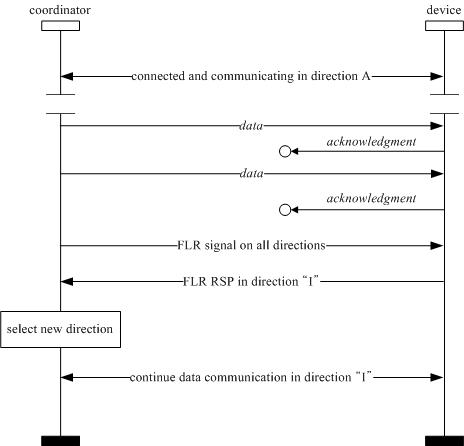 coordinator
device
connected and communicating in direction A
data
acknowledgment
data
acknowledgment
FLR signal on all directions
FLR RSP in direction “I”
select new direction
continue data communication in direction “I”